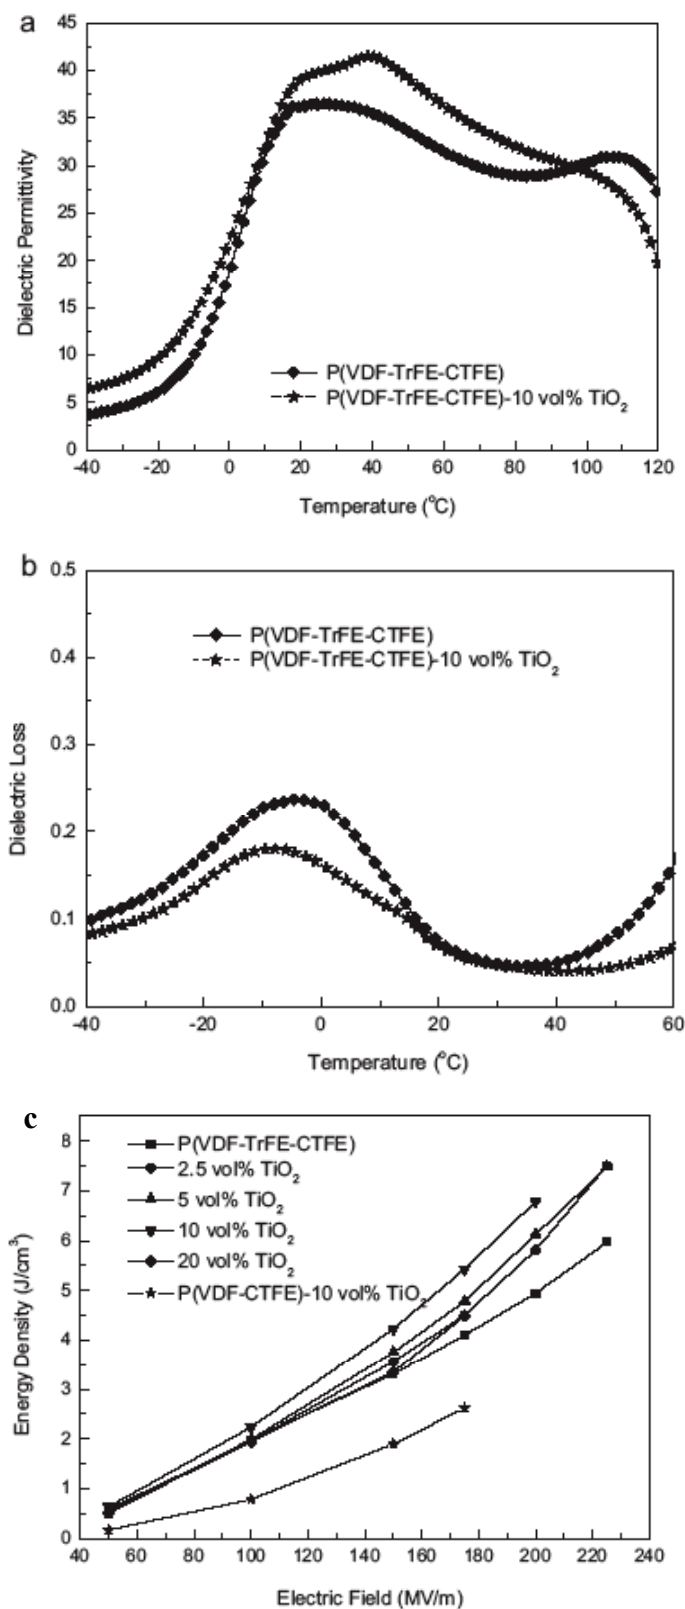 a
45
40
35
30
25
20
15
10
5
0
Dielectric Permittivity
P(VDF-TrFE-CTFE)
P(VDF-TrFE-CTFE)-10 vol% TiO₂
-40 -20 0 20 40 60 80 100 120
Temperature (°C)
b
0.5
0.4
0.3
0.2
0.1
0.0
Dielectric Loss
P(VDF-TrFE-CTFE)
P(VDF-TrFE-CTFE)-10 vol% TiO₂
-40 -20 0 20 40 60
Temperature (°C)
c
8
7
6
5
4
3
2
1
0
Energy Density (J/cm³)
P(VDF-TrFE-CTFE)
2.5 vol% TiO₂
5 vol% TiO₂
10 vol% TiO₂
20 vol% TiO₂
P(VDF-CTFE)-10 vol% TiO₂
40 60 80 100 120 140 160 180 200 220 240
Electric Field (MV/m)